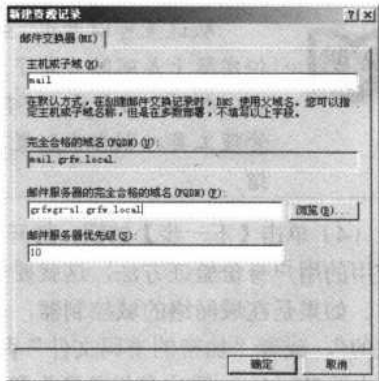 新建资源记录
邮件交换器(MX)
主机或子域(H):
mail
在默认方式，在创建邮件交换记录时，DNS 使用父域名。您可以指
定主机或子域名称，但是在多数部署，不填写以上字段。
完全合格的域名(FQDN)(U):
mail.grfw.local.
邮件服务器的完全合格的域名(FQDN)(F):
grfwgr-s1.grfw.local
浏览(B)...
邮件服务器优先级(S):
10
确定 取消